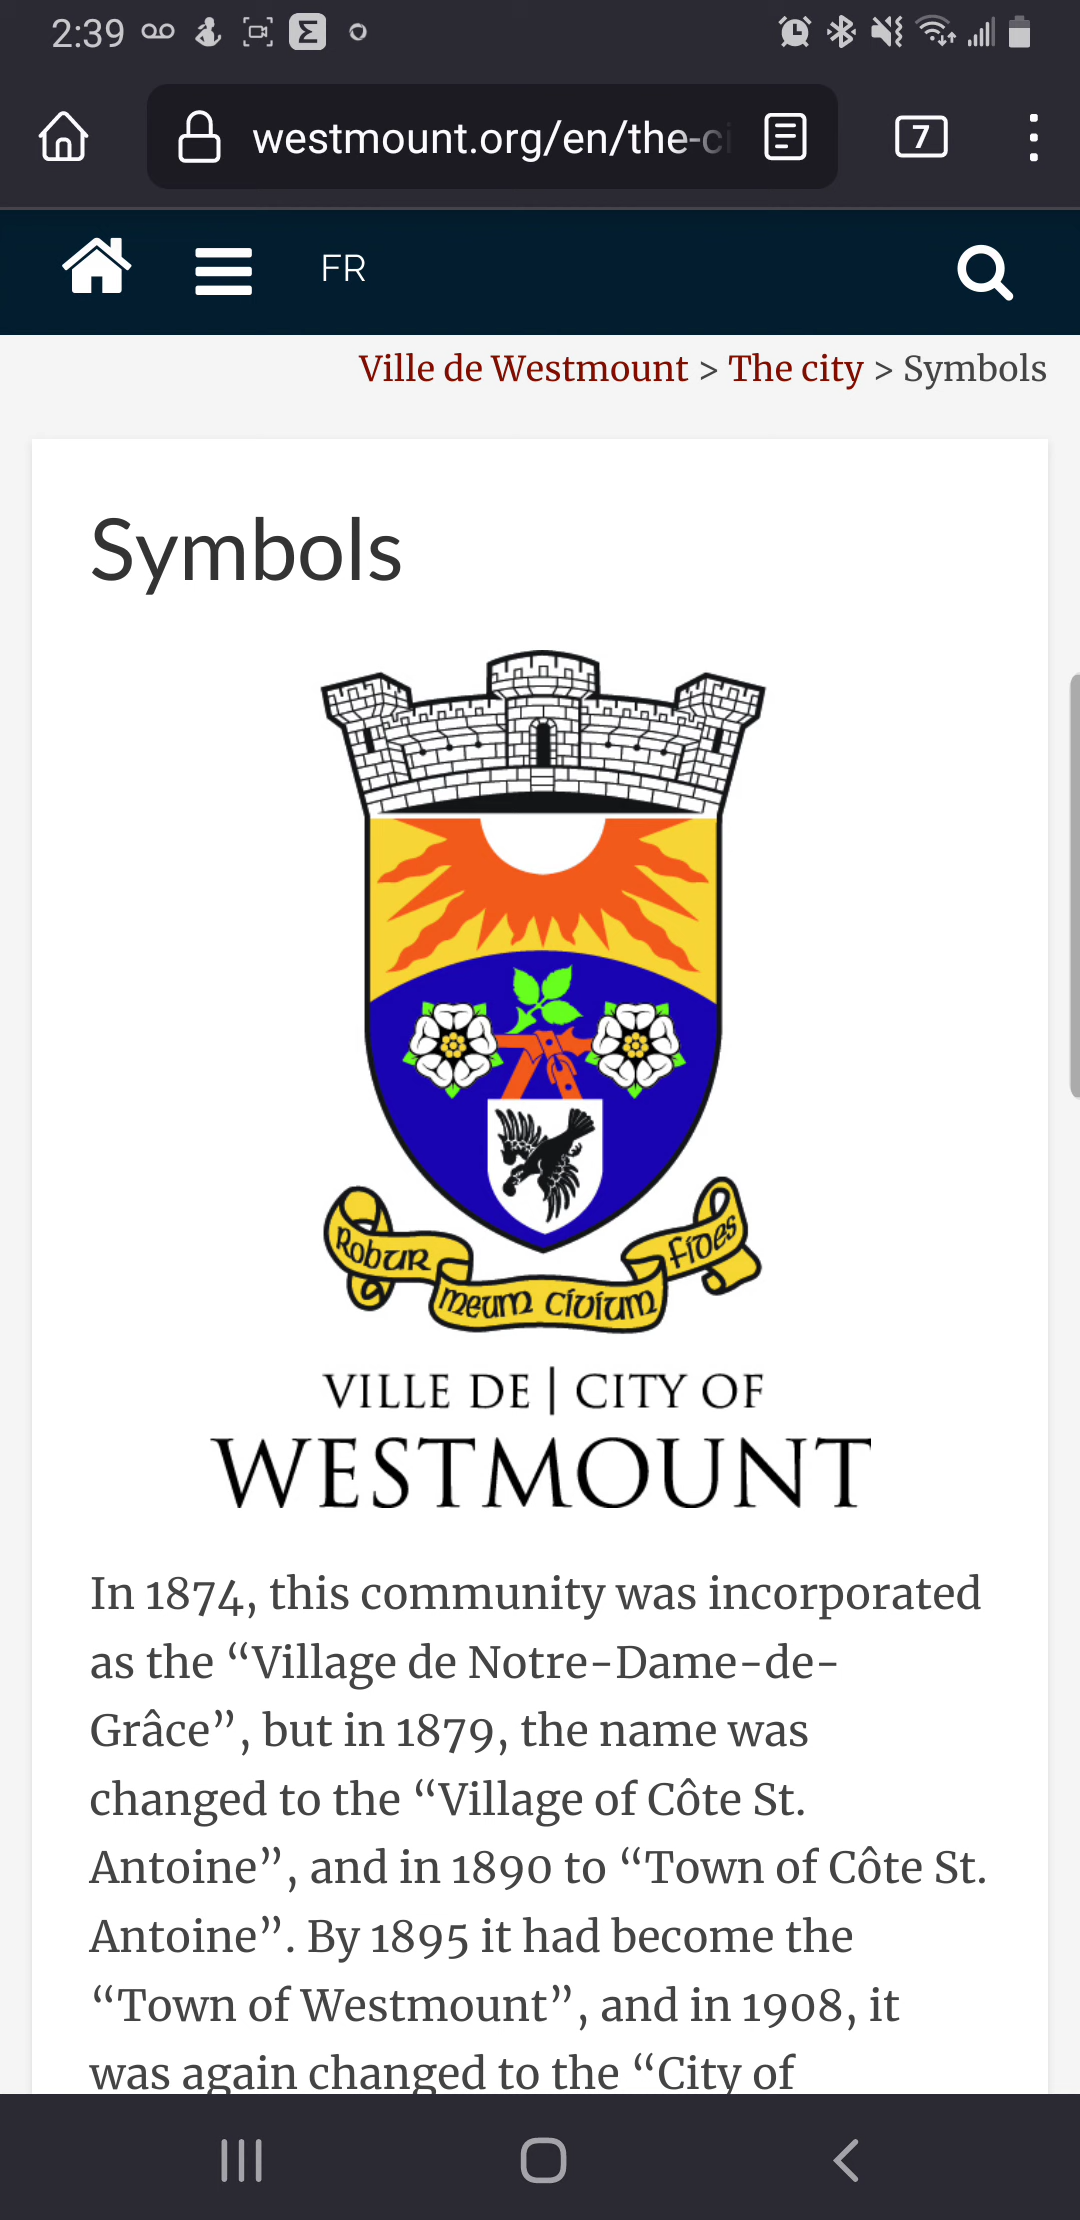 2:39
westmount.org/en/the-ci
7
FR
Ville de Westmount > The city > Symbols
Symbols
Robur
meum civium
fides
VILLE DE | CITY OF
WESTMOUNT
In 1874, this community was incorporated
as the “Village de Notre-Dame-de-
Grâce”, but in 1879, the name was
changed to the “Village of Côte St.
Antoine”, and in 1890 to “Town of Côte St.
Antoine”. By 1895 it had become the
“Town of Westmount”, and in 1908, it
was again changed to the “City of